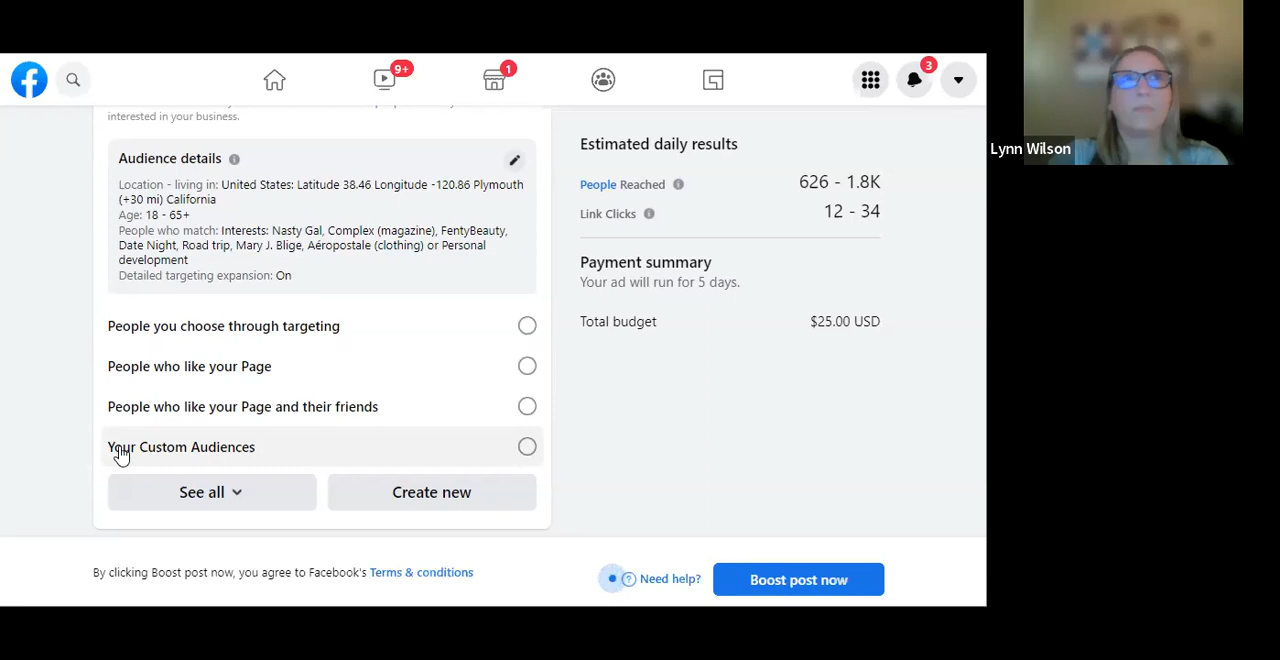 9+
1
3
interested in your business.
Audience details
Location - living in: United States: Latitude 38.46 Longitude -120.86 Plymouth
(+30 mi) California
Age: 18 - 65+
People who match: Interests: Nasty Gal, Complex (magazine), FentyBeauty,
Date Night, Road trip, Mary J. Blige, Aéropostale (clothing) or Personal
development
Detailed targeting expansion: On
People you choose through targeting
People who like your Page
People who like your Page and their friends
Your Custom Audiences
See all
Create new
Estimated daily results
People Reached 626 - 1.8K
Link Clicks 12 - 34
Payment summary
Your ad will run for 5 days.
Total budget $25.00 USD
By clicking Boost post now, you agree to Facebook's Terms & conditions
Need help?
Boost post now
Lynn Wilson